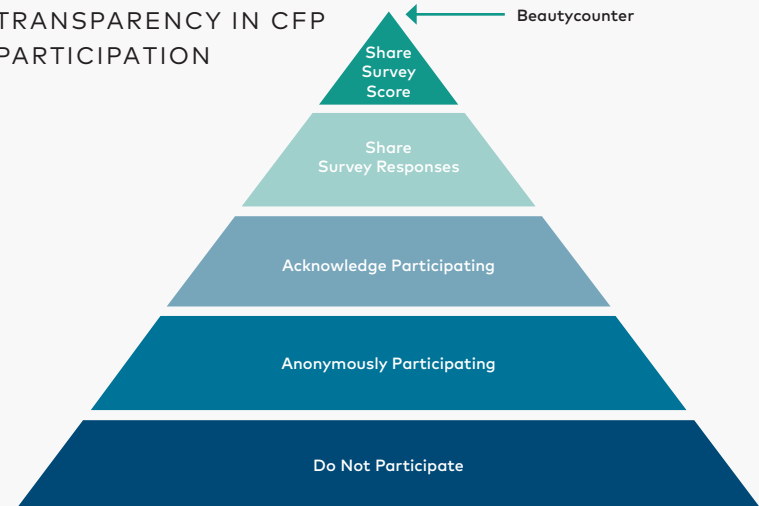 TRANSPARENCY IN CFP
PARTICIPATION
Beautycounter
Share
Survey
Score
Share
Survey Responses
Acknowledge Participating
Anonymously Participating
Do Not Participate